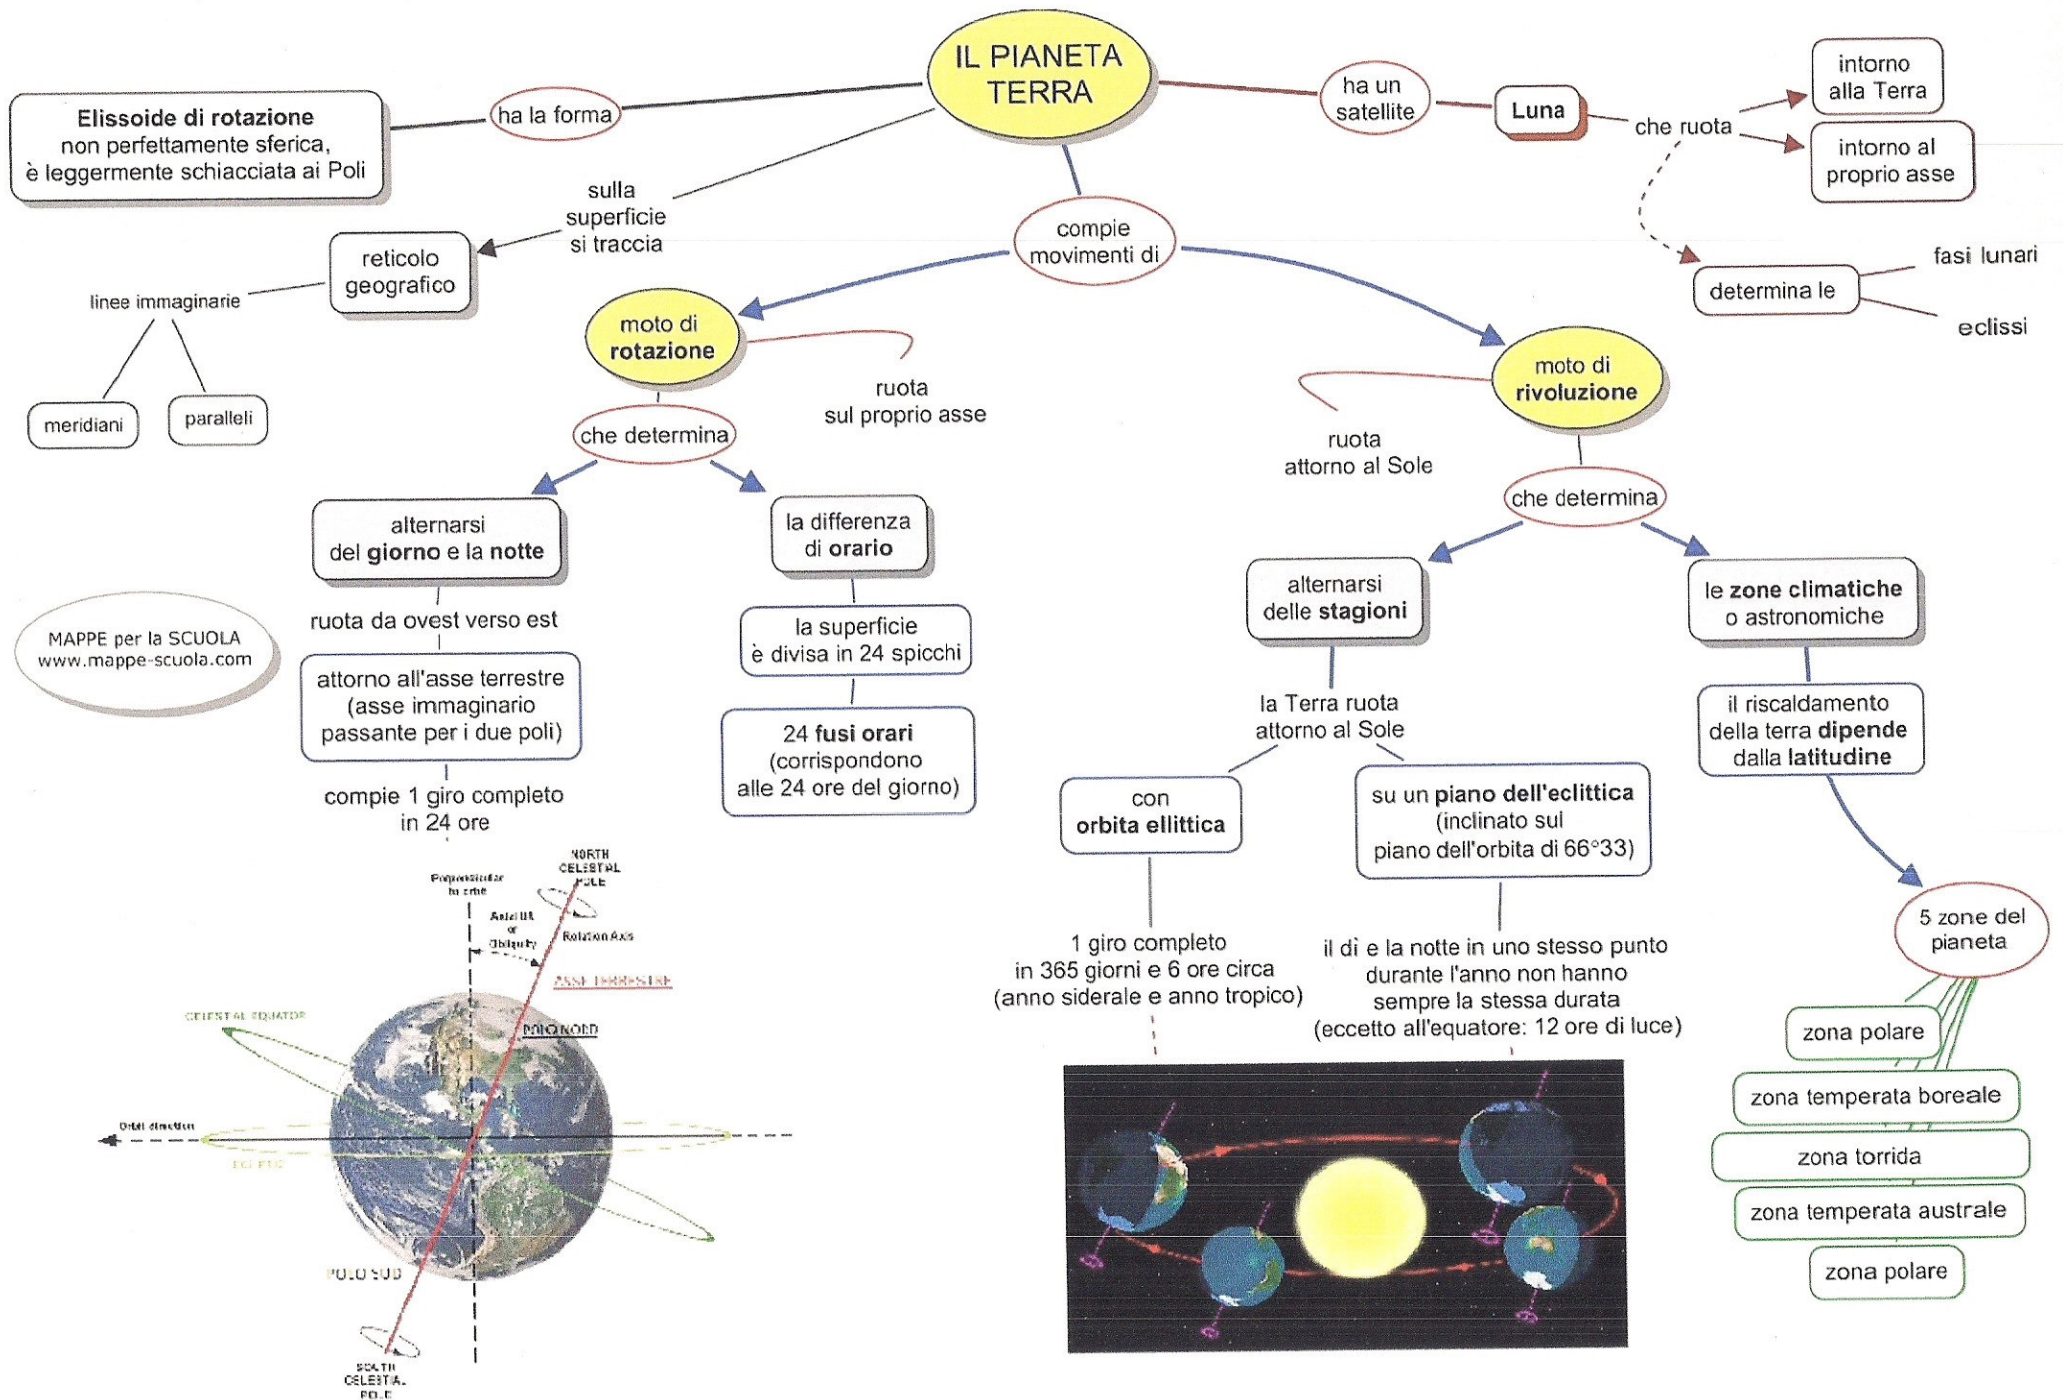 IL PIANETA
TERRA
ha la forma
Elissoide di rotazione
non perfettamente sferica,
è leggermente schiacciata ai Poli
sulla
superficie
si traccia
reticolo
geografico
linee immaginarie
meridiani
paralleli
ha un
satellite
Luna
che ruota
intorno
alla Terra
intorno al
proprio asse
determina le
fasi lunari
eclissi
compie
movimenti di
moto di
rotazione
ruota
sul proprio asse
che determina
alternarsi
del giorno e la notte
ruota da ovest verso est
attorno all'asse terrestre
(asse immaginario
passante per i due poli)
compie 1 giro completo
in 24 ore
la differenza
di orario
la superficie
è divisa in 24 spicchi
24 fusi orari
(corrispondono
alle 24 ore del giorno)
moto di
rivoluzione
ruota
attorno al Sole
che determina
alternarsi
delle stagioni
la Terra ruota
attorno al Sole
con
orbita ellittica
1 giro completo
in 365 giorni e 6 ore circa
(anno siderale e anno tropico)
su un piano dell'eclittica
(inclinato sul
piano dell'orbita di 66°33)
il dì e la notte in uno stesso punto
durante l'anno non hanno
sempre la stessa durata
(eccetto all'equatore: 12 ore di luce)
le zone climatiche
o astronomiche
il riscaldamento
della terra dipende
dalla latitudine
5 zone del
pianeta
zona polare
zona temperata boreale
zona torrida
zona temperata australe
zona polare
MAPPE per la SCUOLA
www.mappe-scuola.com
NORTH
CELESTIAL
POLE
Perpendicular
to orbit
Axial tilt
or
Obliquity
Rotation Axis
ASSE TERRESTRE
POLO NORD
CELESTIAL EQUATOR
Orbit direction
ECLIPTIC
POLO SUD
SOUTH
CELESTIAL
POLE